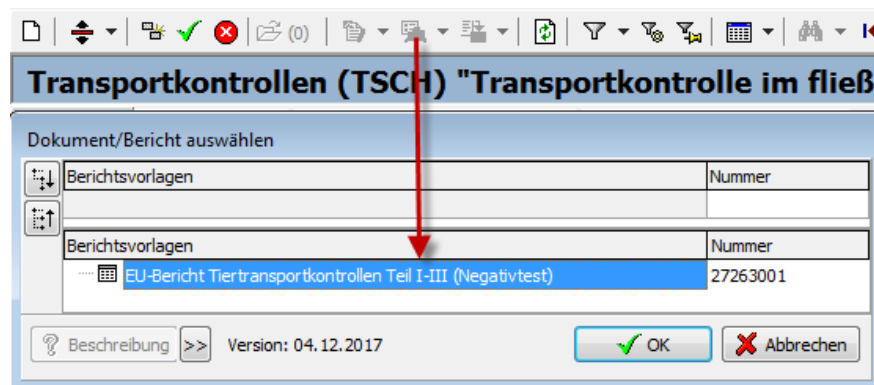 (0)
Transportkontrollen (TSCH) "Transportkontrolle im fließ
Dokument/Bericht auswählen
Berichtsvorlagen Nummer
Berichtsvorlagen Nummer
EU-Bericht Tiertransportkontrollen Teil I-III (Negativtest) 27263001
? Beschreibung >> Version: 04.12.2017 OK Abbrechen